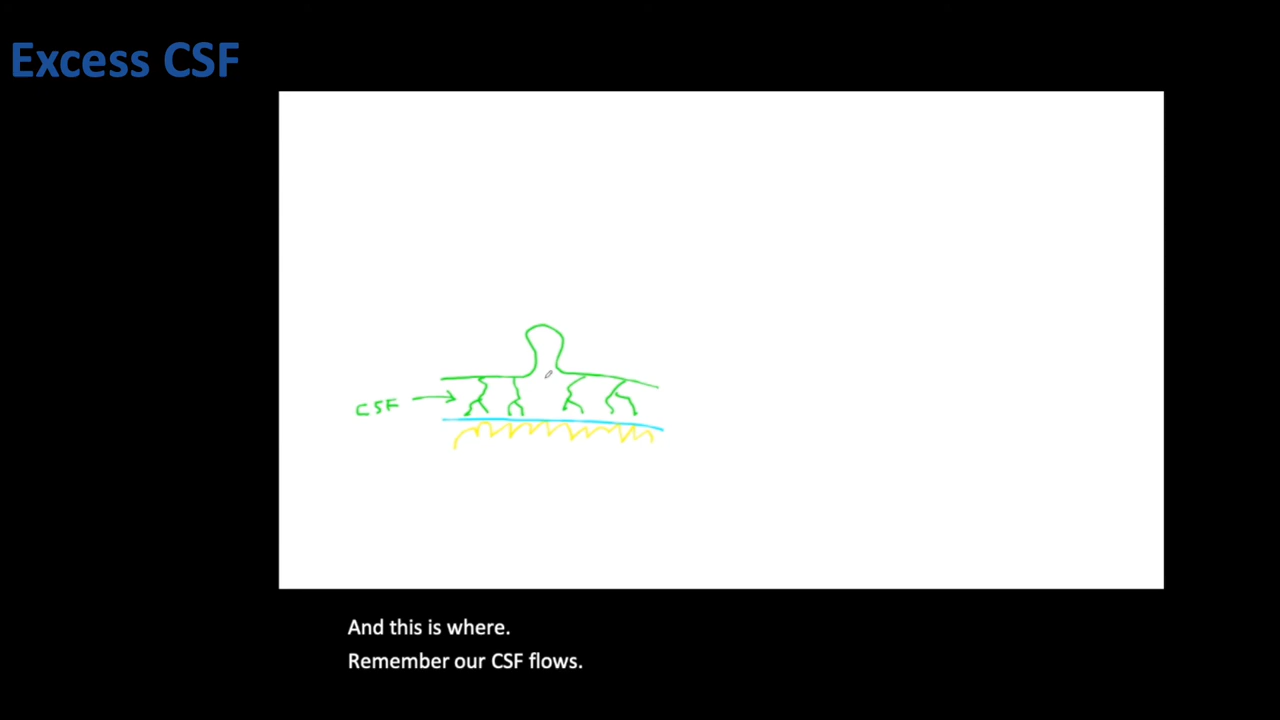 Excess CSF
CSF
And this is where.
Remember our CSF flows.